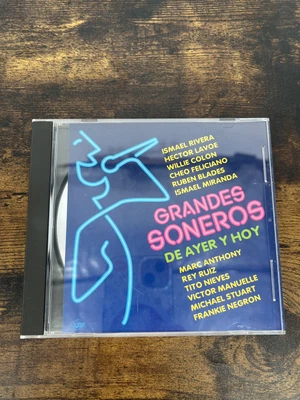 ISMAEL RIVERA
HECTOR LAVOE
WILLIE COLON
CHEO FELICIANO
RUBEN BLADES
ISMAEL MIRANDA
GRANDES
SONEROS
DE AYER Y HOY
MARC ANTHONY
REY RUIZ
TITO NIEVES
VICTOR MANUELLE
MICHAEL STUART
FRANKIE NEGRON